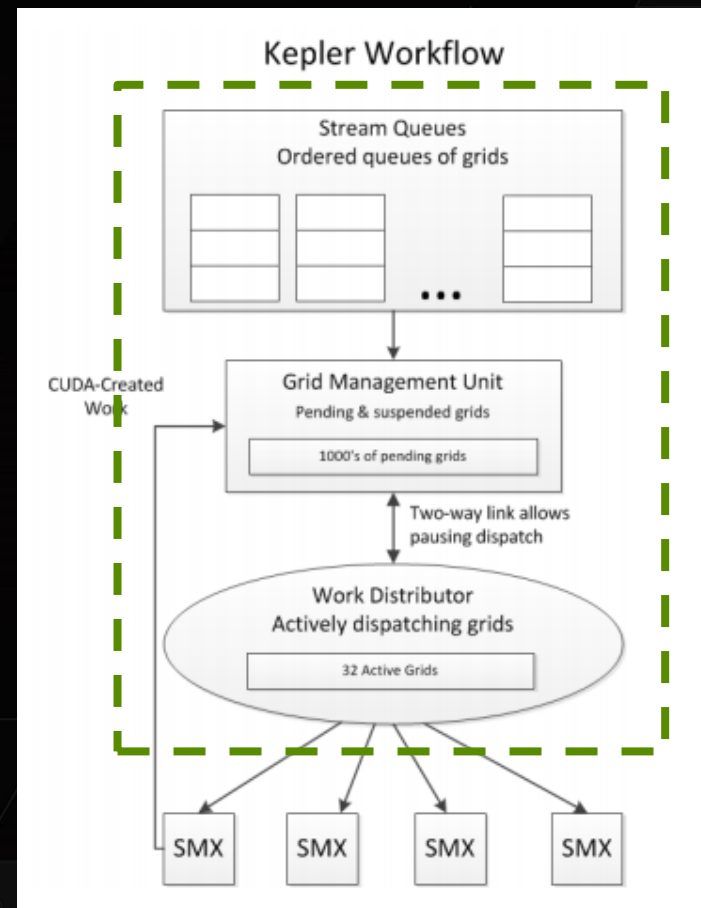 Kepler Workflow
Stream Queues
Ordered queues of grids
...
CUDA-Created
Work
Grid Management Unit
Pending & suspended grids
1000's of pending grids
Two-way link allows
pausing dispatch
Work Distributor
Actively dispatching grids
32 Active Grids
SMX
SMX
SMX
SMX